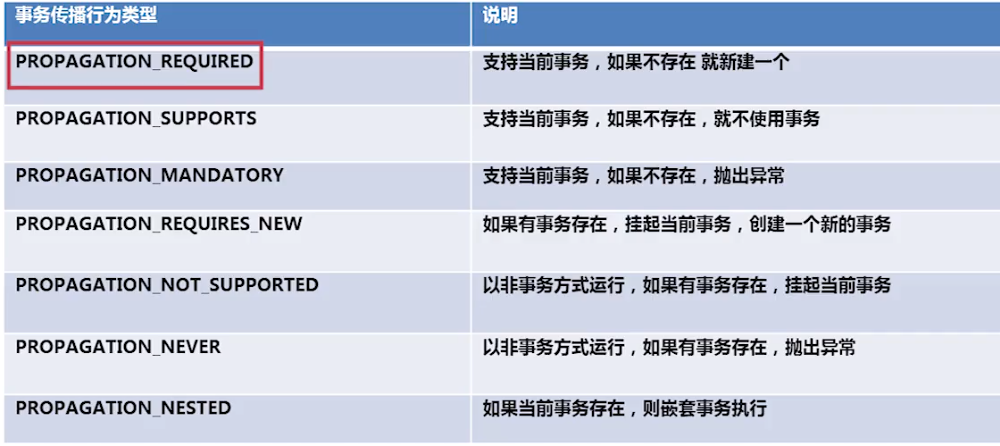 事务传播行为类型 说明
PROPAGATION_REQUIRED 支持当前事务，如果不存在 就新建一个
PROPAGATION_SUPPORTS 支持当前事务，如果不存在，就不使用事务
PROPAGATION_MANDATORY 支持当前事务，如果不存在，抛出异常
PROPAGATION_REQUIRES_NEW 如果有事务存在，挂起当前事务，创建一个新的事务
PROPAGATION_NOT_SUPPORTED 以非事务方式运行，如果有事务存在，挂起当前事务
PROPAGATION_NEVER 以非事务方式运行，如果有事务存在，抛出异常
PROPAGATION_NESTED 如果当前事务存在，则嵌套事务执行